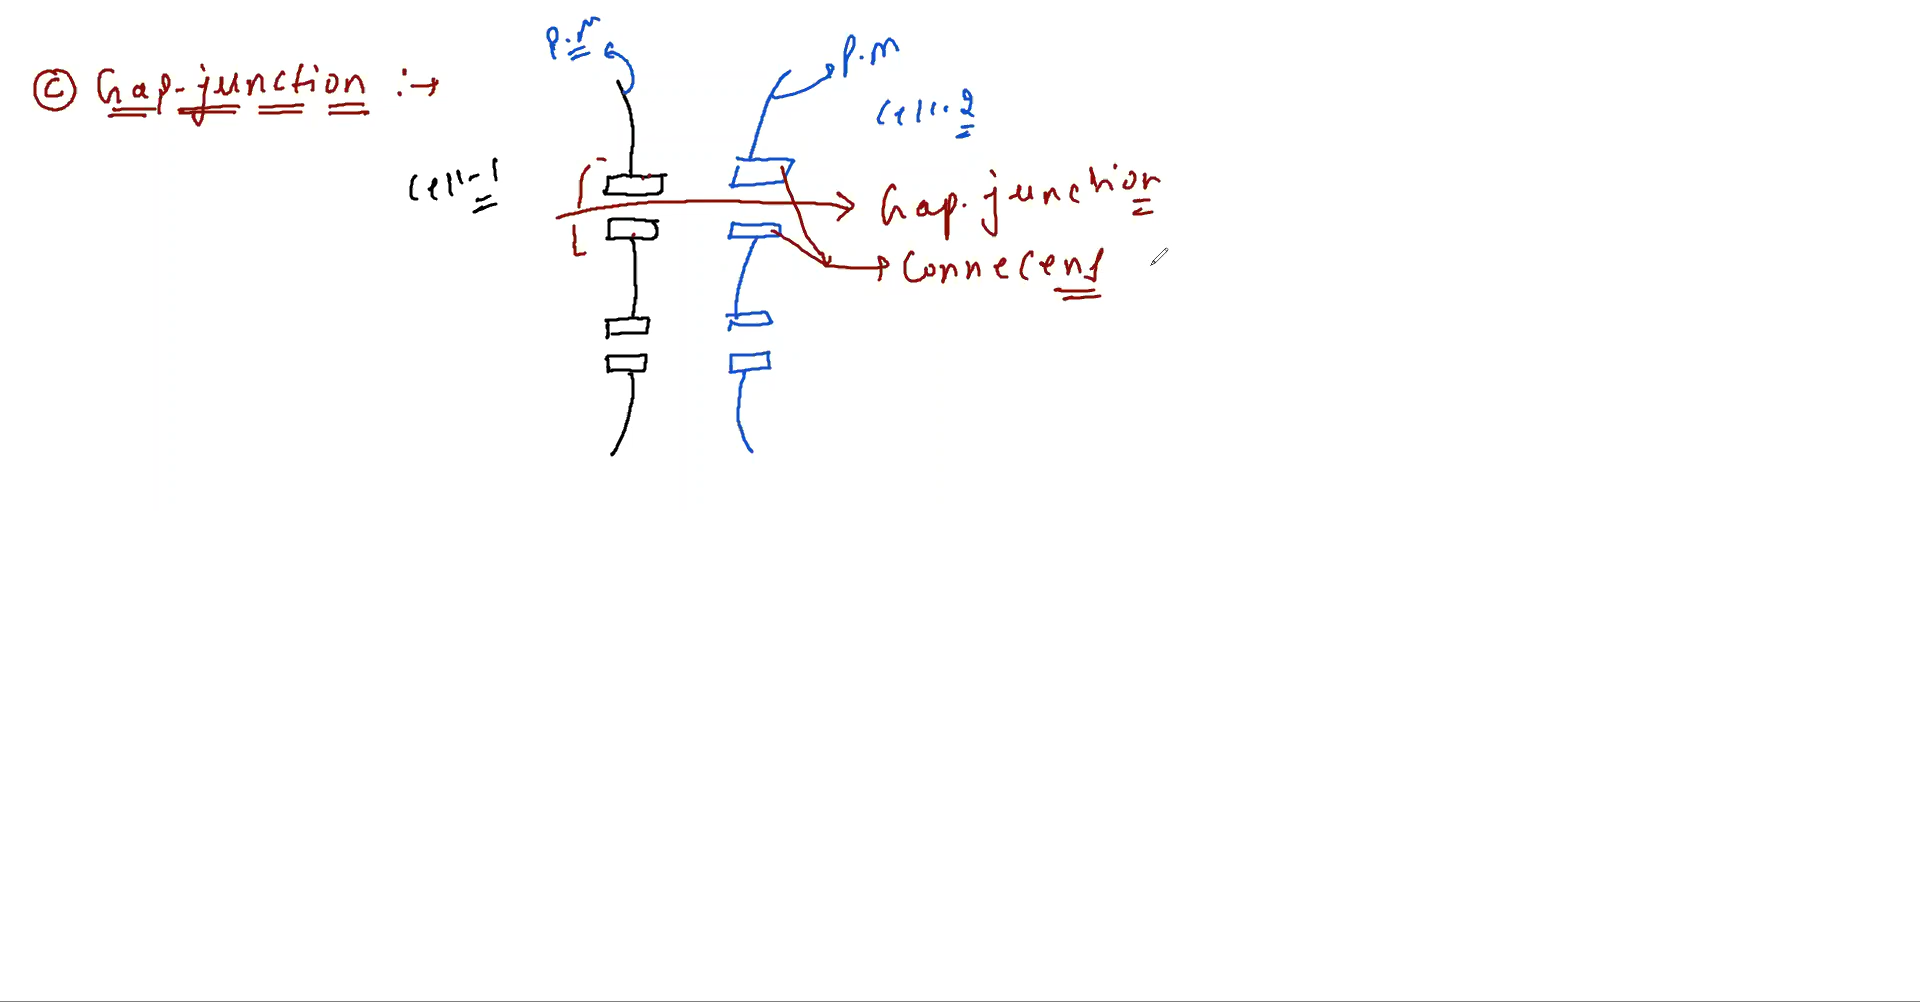 P.M
P.M
© Gap-junction :→
Cell-2
Cell-1
Gap-junction
Connecens